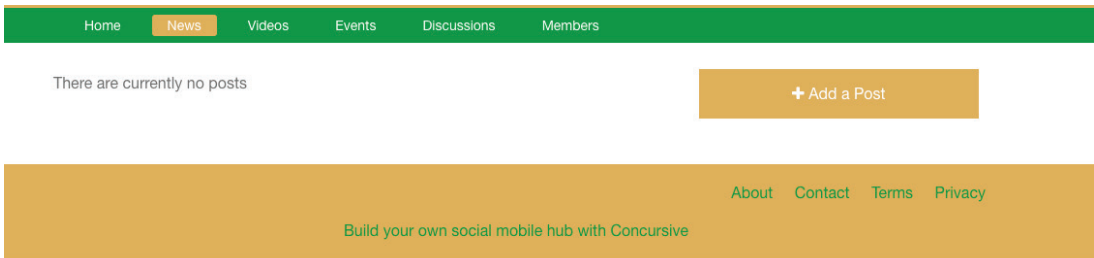 Home News Videos Events Discussions Members
There are currently no posts
+ Add a Post
About Contact Terms Privacy
Build your own social mobile hub with Concursive